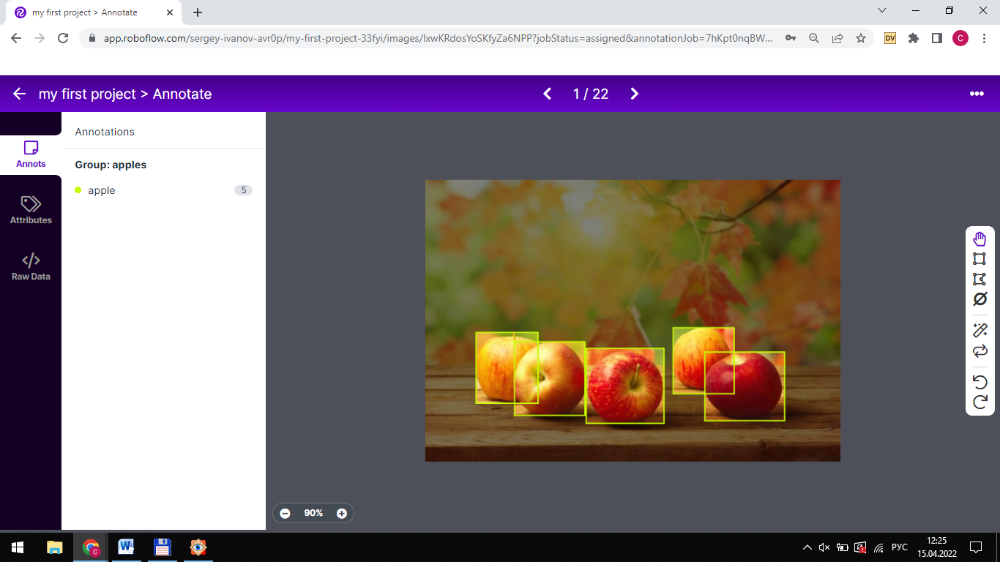 my first project > Annotate
app.roboflow.com/sergey-ivanov-avr0p/my-first-project-33fyi/images/lxwKRdosYoSKfyZa6NPP?jobStatus=assigned&annotationJob=7hKpt0nqBW...
DV
C
my first project > Annotate
1 / 22
Annots
Attributes
Raw Data
Annotations
Group: apples
apple
5
90%
C
W
РУС
12:25
15.04.2022